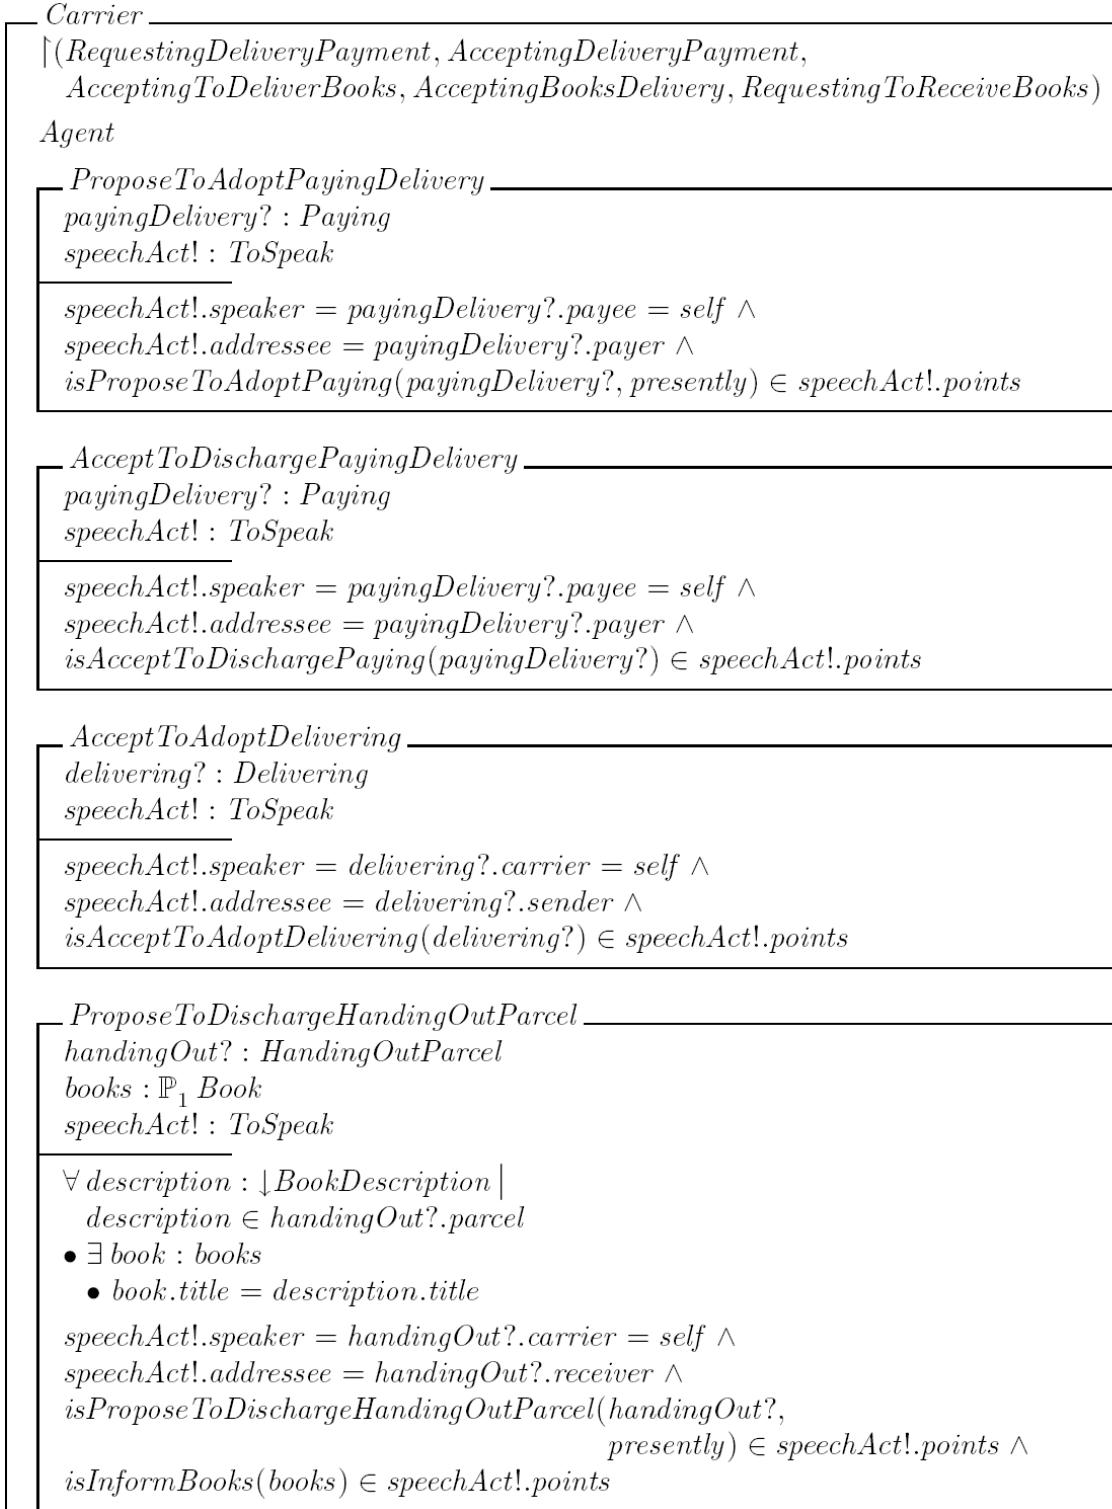 Carrier
↾(RequestingDeliveryPayment, AcceptingDeliveryPayment,
AcceptingToDeliverBooks, AcceptingBooksDelivery, RequestingToReceiveBooks)
Agent
ProposeToAdoptPayingDelivery
payingDelivery? : Paying
speechAct! : ToSpeak
speechAct!.speaker = payingDelivery?.payee = self ∧
speechAct!.addressee = payingDelivery?.payer ∧
isProposeToAdoptPaying(payingDelivery?, presently) ∈ speechAct!.points
AcceptToDischargePayingDelivery
payingDelivery? : Paying
speechAct! : ToSpeak
speechAct!.speaker = payingDelivery?.payee = self ∧
speechAct!.addressee = payingDelivery?.payer ∧
isAcceptToDischargePaying(payingDelivery?) ∈ speechAct!.points
AcceptToAdoptDelivering
delivering? : Delivering
speechAct! : ToSpeak
speechAct!.speaker = delivering?.carrier = self ∧
speechAct!.addressee = delivering?.sender ∧
isAcceptToAdoptDelivering(delivering?) ∈ speechAct!.points
ProposeToDischargeHandingOutParcel
handingOut? : HandingOutParcel
books : ℙ₁ Book
speechAct! : ToSpeak
∀ description : ↓BookDescription |
description ∈ handingOut?.parcel
• ∃ book : books
• book.title = description.title
speechAct!.speaker = handingOut?.carrier = self ∧
speechAct!.addressee = handingOut?.receiver ∧
isProposeToDischargeHandingOutParcel(handingOut?,
presently) ∈ speechAct!.points ∧
isInformBooks(books) ∈ speechAct!.points